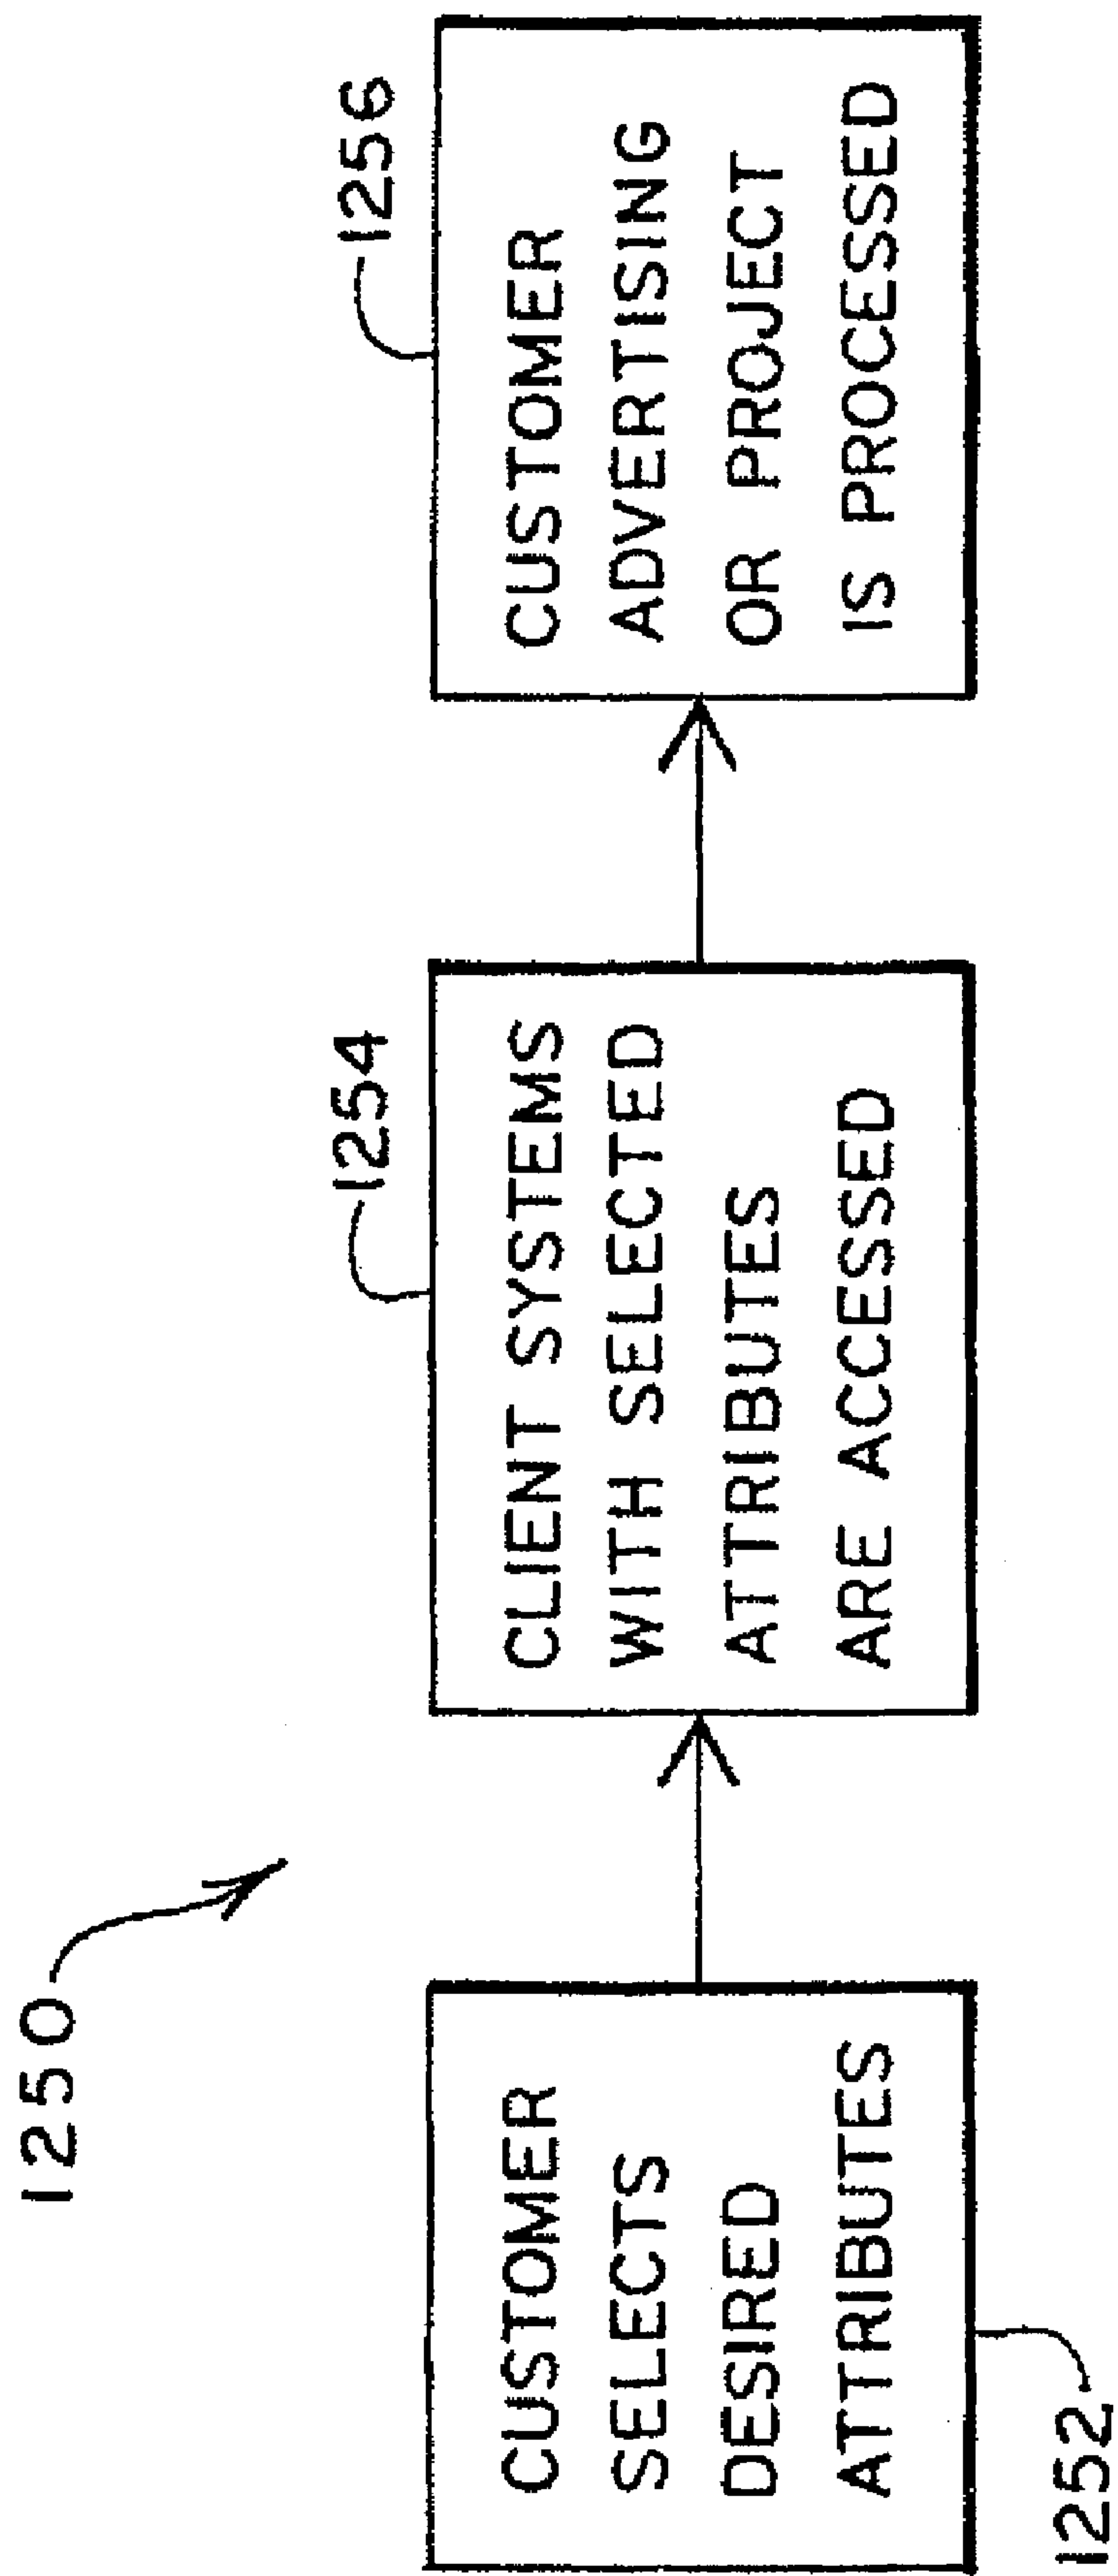 1250
CUSTOMER
SELECTS
DESIRED
ATTRIBUTES
1252
CLIENT SYSTEMS
WITH SELECTED
ATTRIBUTES
ARE ACCESSED
1254
CUSTOMER
ADVERTISING
OR PROJECT
IS PROCESSED
1256